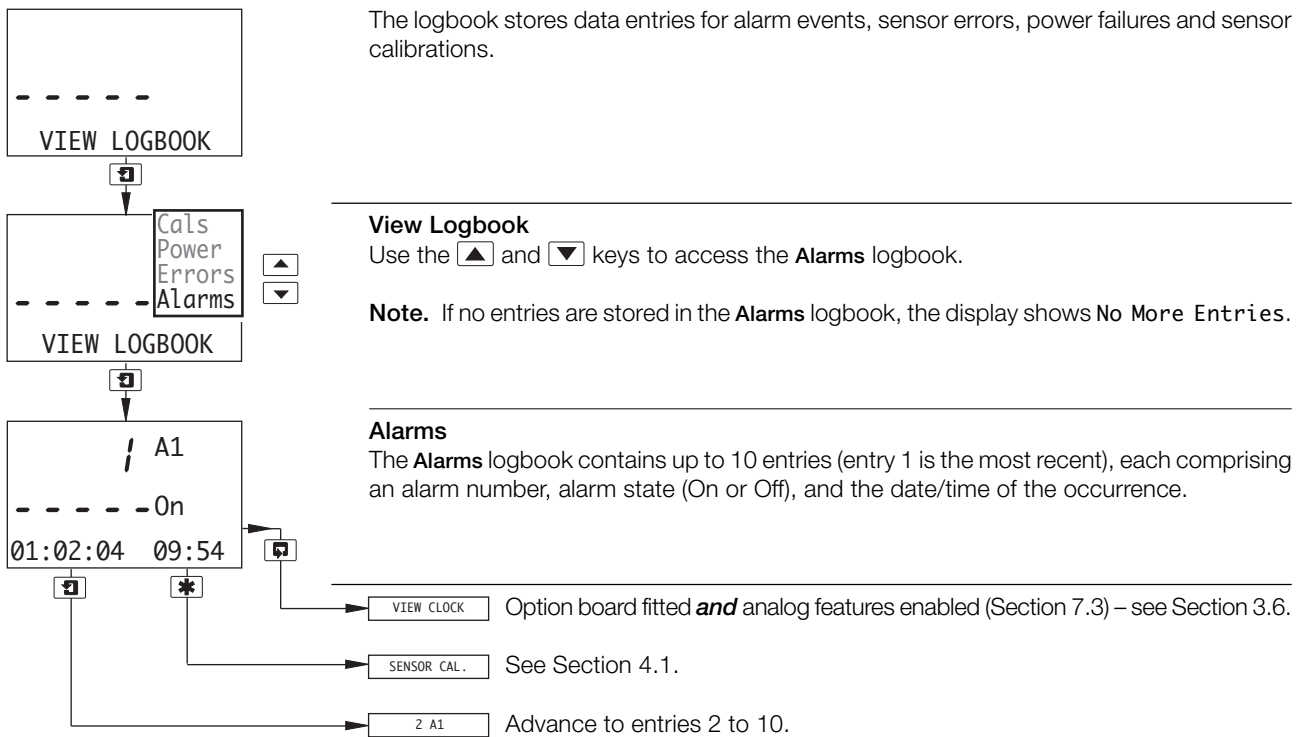 The logbook stores data entries for alarm events, sensor errors, power failures and sensor
calibrations.
- - - - -
VIEW LOGBOOK
Cals
Power
Errors
- - - - - Alarms
VIEW LOGBOOK
View Logbook
Use the ▲ and ▼ keys to access the Alarms logbook.
Note. If no entries are stored in the Alarms logbook, the display shows No More Entries.
1 A1
- - - - - On
01:02:04 09:54
Alarms
The Alarms logbook contains up to 10 entries (entry 1 is the most recent), each comprising
an alarm number, alarm state (On or Off), and the date/time of the occurrence.
VIEW CLOCK Option board fitted and analog features enabled (Section 7.3) – see Section 3.6.
SENSOR CAL. See Section 4.1.
2 A1 Advance to entries 2 to 10.